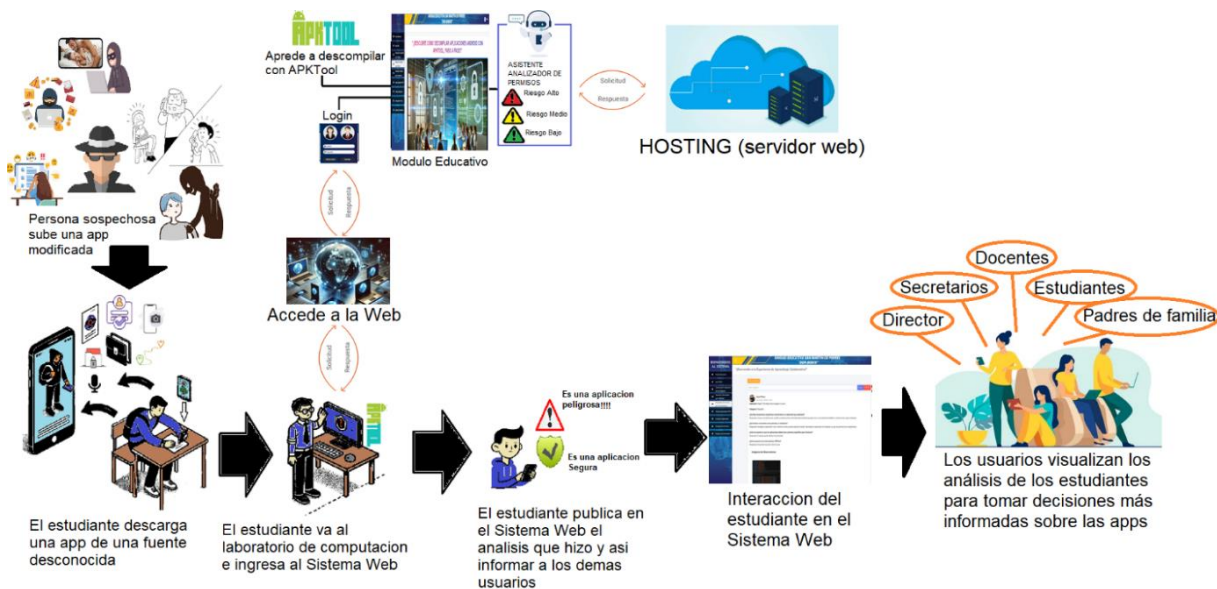 APKTOOL
Aprede a descompilar
con APKTool
Login
Modulo Educativo
ASISTENTE
ANALIZADOR DE
PERMISOS
Riesgo Alto
Riesgo Medio
Riesgo Bajo
Solicitud
Respuesta
HOSTING (servidor web)
Persona sospechosa
sube una app
modificada
Solicitud
Respuesta
Accede a la Web
Solicitud
Respuesta
El estudiante descarga
una app de una fuente
desconocida
APKTOOL
El estudiante va al
laboratorio de computacion
e ingresa al Sistema Web
Es una aplicacion
peligrosa!!!!
Es una aplicacion
Segura
El estudiante publica en
el Sistema Web el
analisis que hizo y asi
informar a los demas
usuarios
Interaccion del
estudiante en el
Sistema Web
Docentes
Secretarios
Estudiantes
Director
Padres de familia
Los usuarios visualizan los
análisis de los estudiantes
para tomar decisiones más
informadas sobre las apps